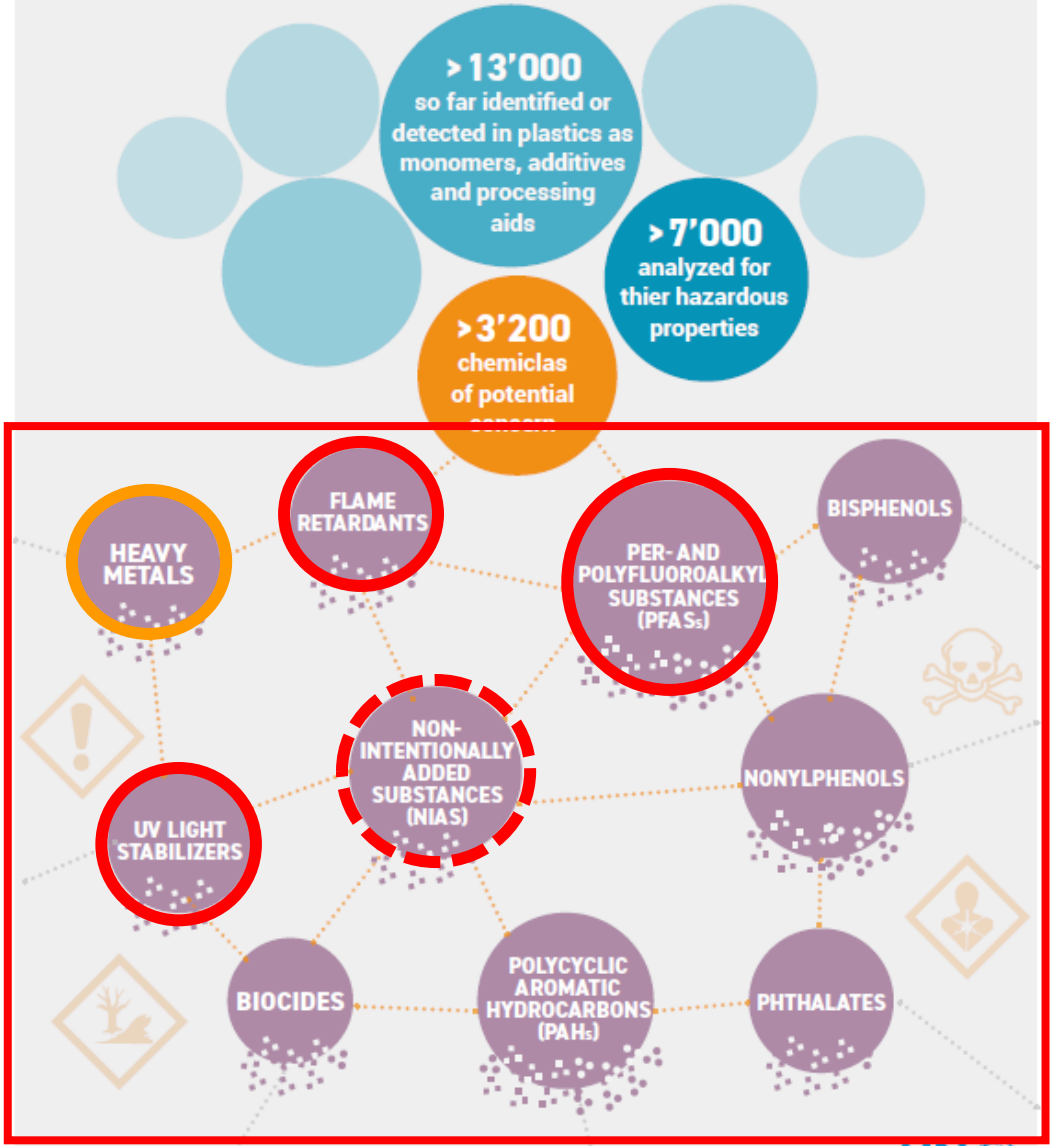 >13’000
so far identified or
detected in plastics as
monomers, additives
and processing
aids
>7’000
analyzed for
thier hazardous
properties
>3’200
chemiclas
of potential
concern
FLAME
RETARDANTS
HEAVY
METALS
PER- AND
POLYFLUOROALKYL
SUBSTANCES
(PFASs)
BISPHENOLS
NON-
INTENTIONALLY
ADDED
SUBSTANCES
(NIAS)
NONYLPHENOLS
UV LIGHT
STABILIZERS
BIOCIDES
POLYCYCLIC
AROMATIC
HYDROCARBONS
(PAHs)
PHTHALATES